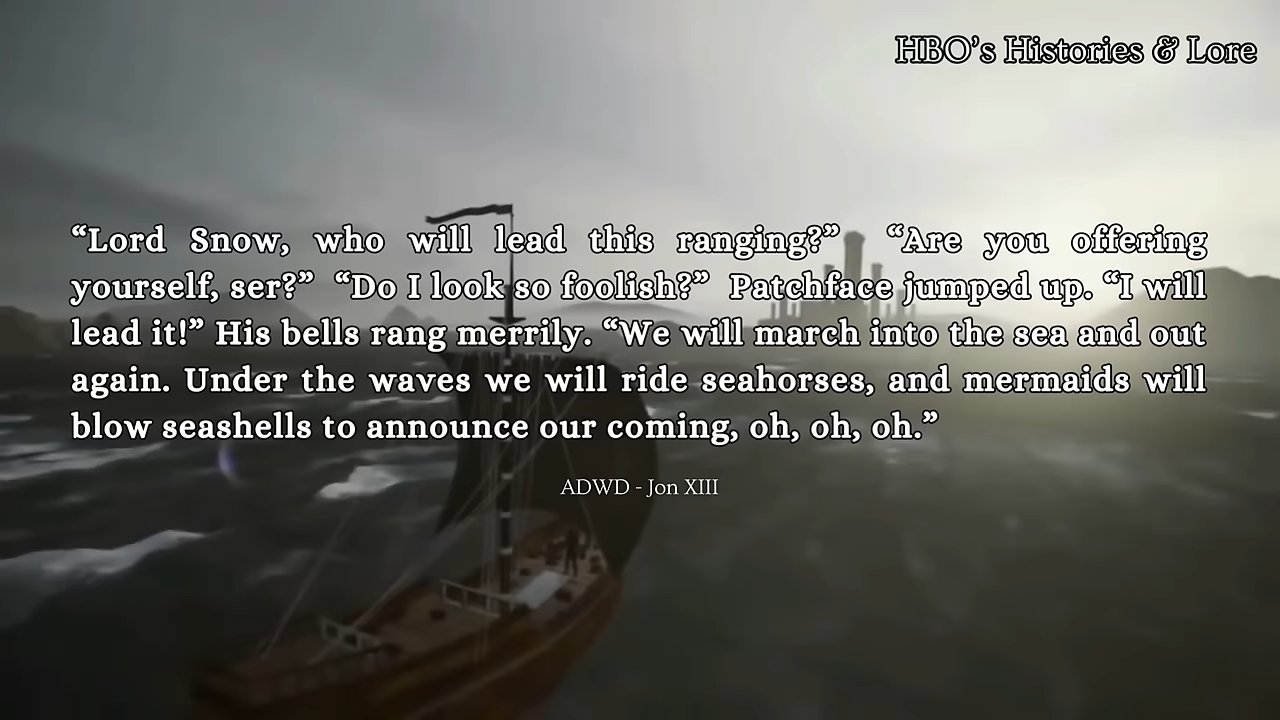 HBO's Histories & Lore
“Lord Snow, who will lead this ranging?” “Are you offering
yourself, ser?” “Do I look so foolish?” Patchface jumped up. “I will
lead it!” His bells rang merrily. “We will march into the sea and out
again. Under the waves we will ride seahorses, and mermaids will
blow seashells to announce our coming, oh, oh, oh.”
ADWD - Jon XIII